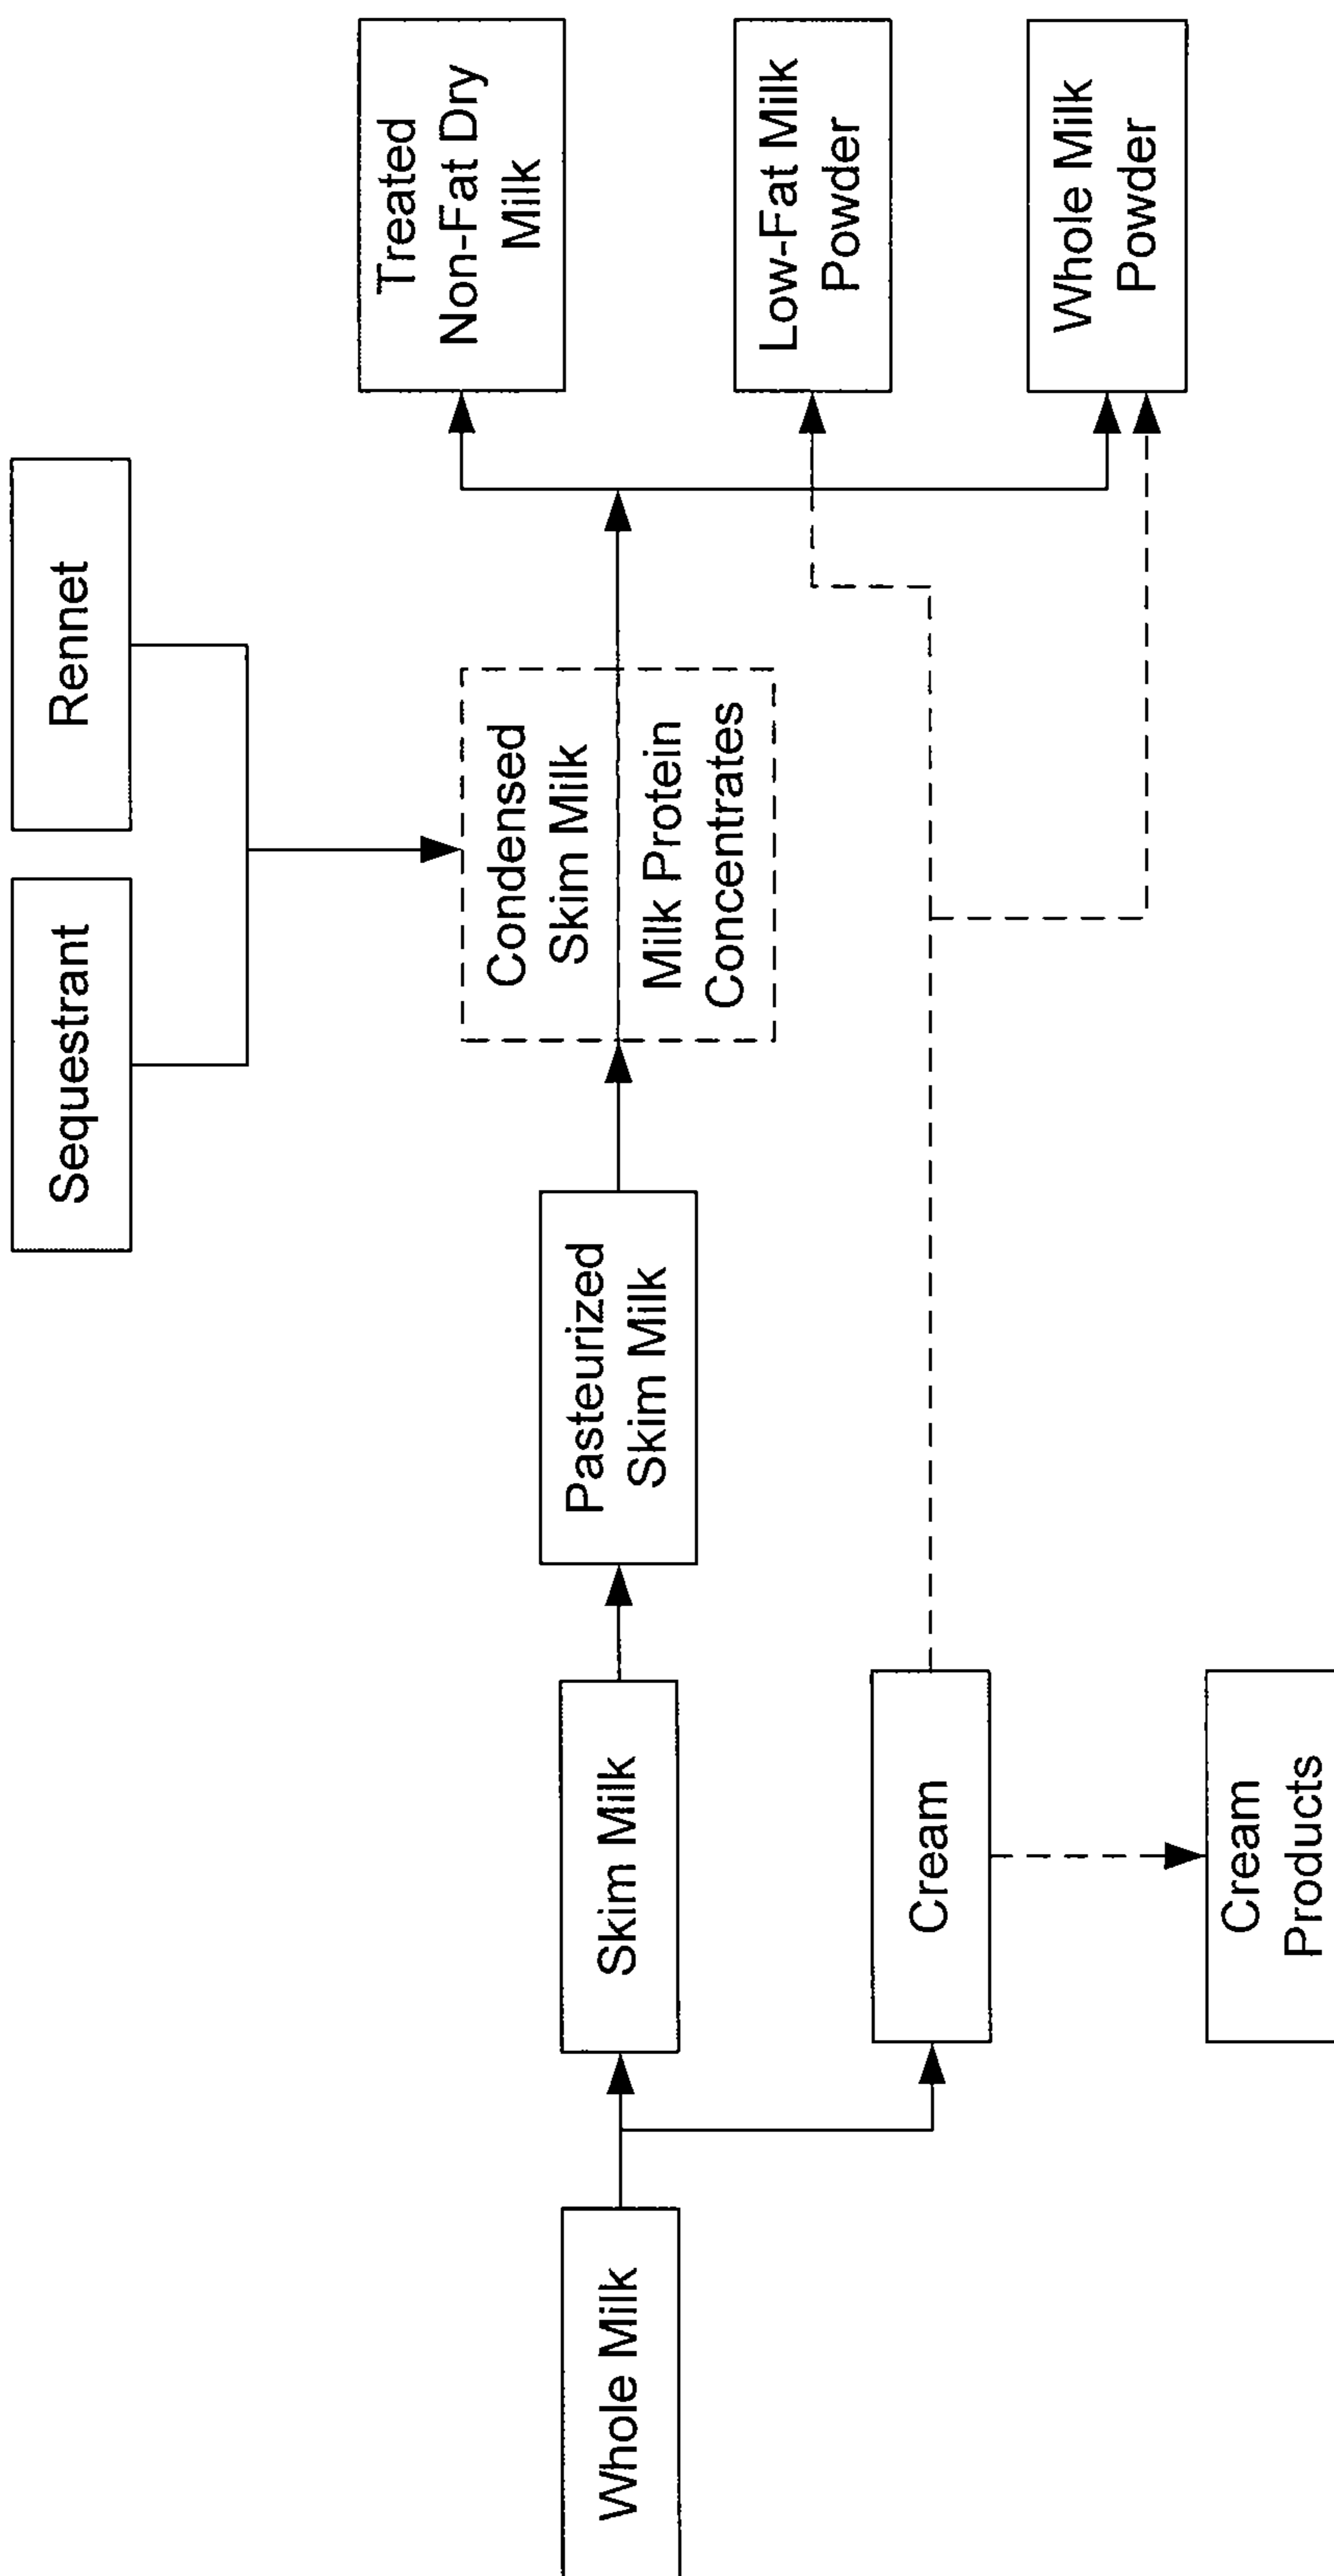 Sequestrant
Rennet
Whole Milk
Skim Milk
Pasteurized
Skim Milk
Condensed
Skim Milk
Milk Protein
Concentrates
Treated
Non-Fat Dry
Milk
Low-Fat Milk
Powder
Whole Milk
Powder
Cream
Cream
Products